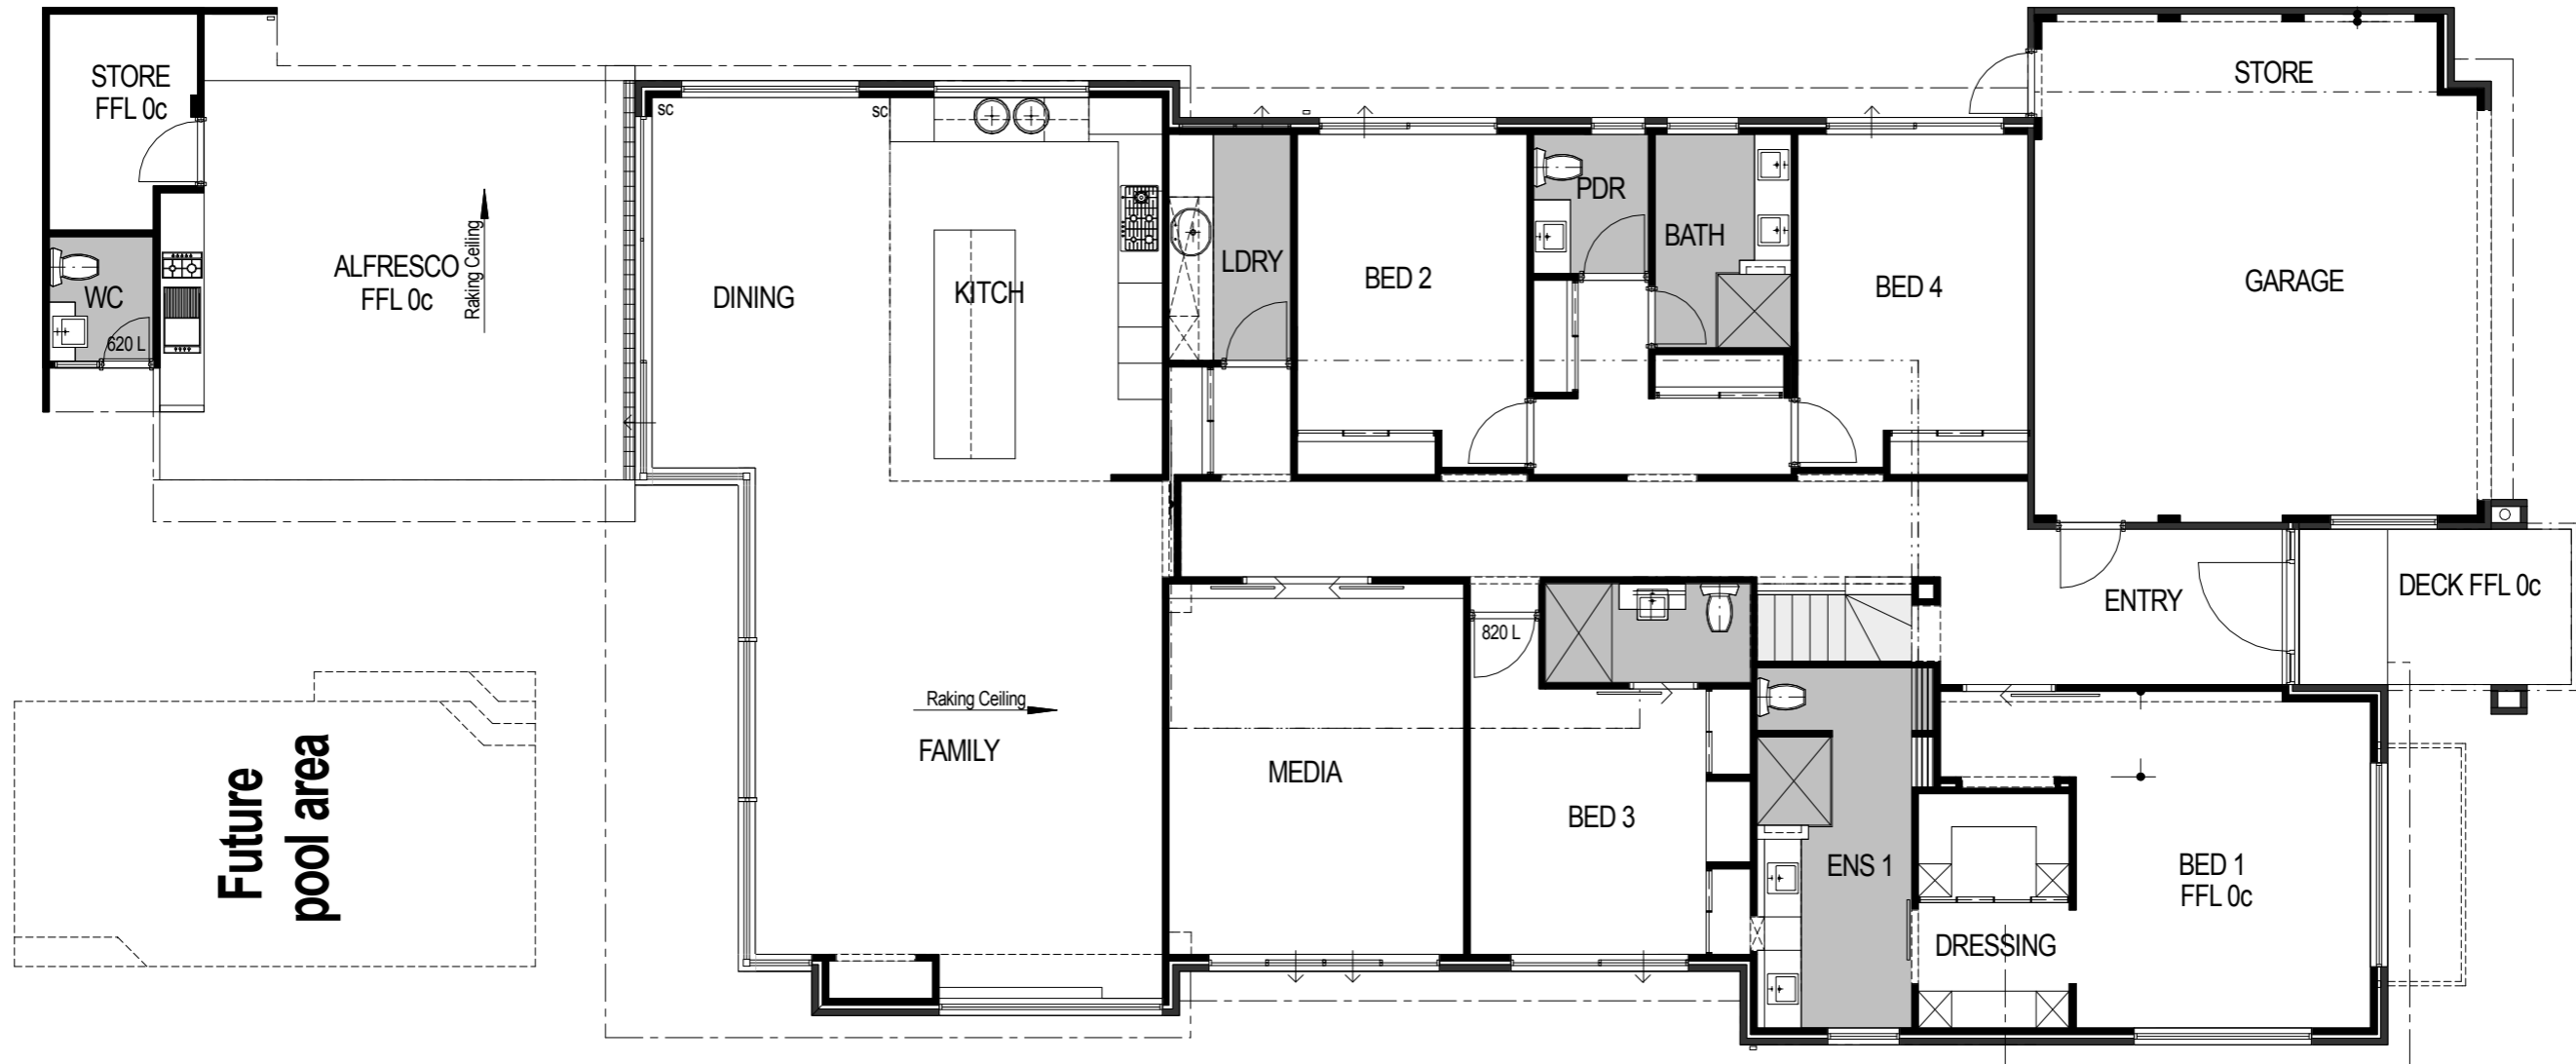 STORE
FFL 0c
WC
620 L
ALFRESCO
FFL 0c
Raking Ceiling
sc
sc
DINING
KITCH
LDRY
BED 2
PDR
BATH
BED 4
STORE
GARAGE
820 L
ENTRY
DECK FFL 0c
Future
pool area
Raking Ceiling
FAMILY
MEDIA
BED 3
ENS 1
DRESSING
BED 1
FFL 0c